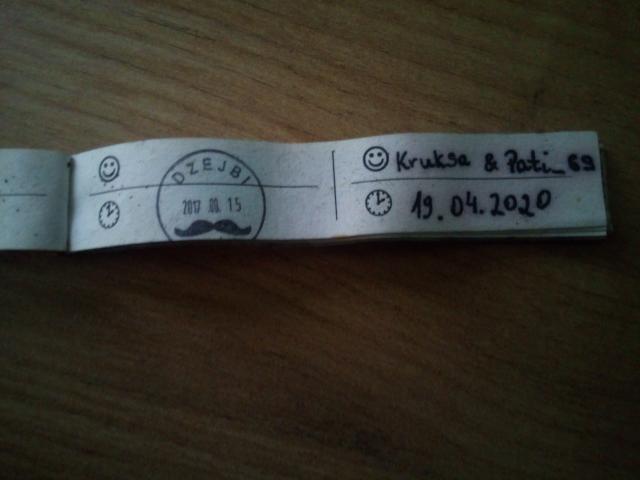 DZEJBI
2017.08.15
Kruksa & Pati_69
19.04.2020